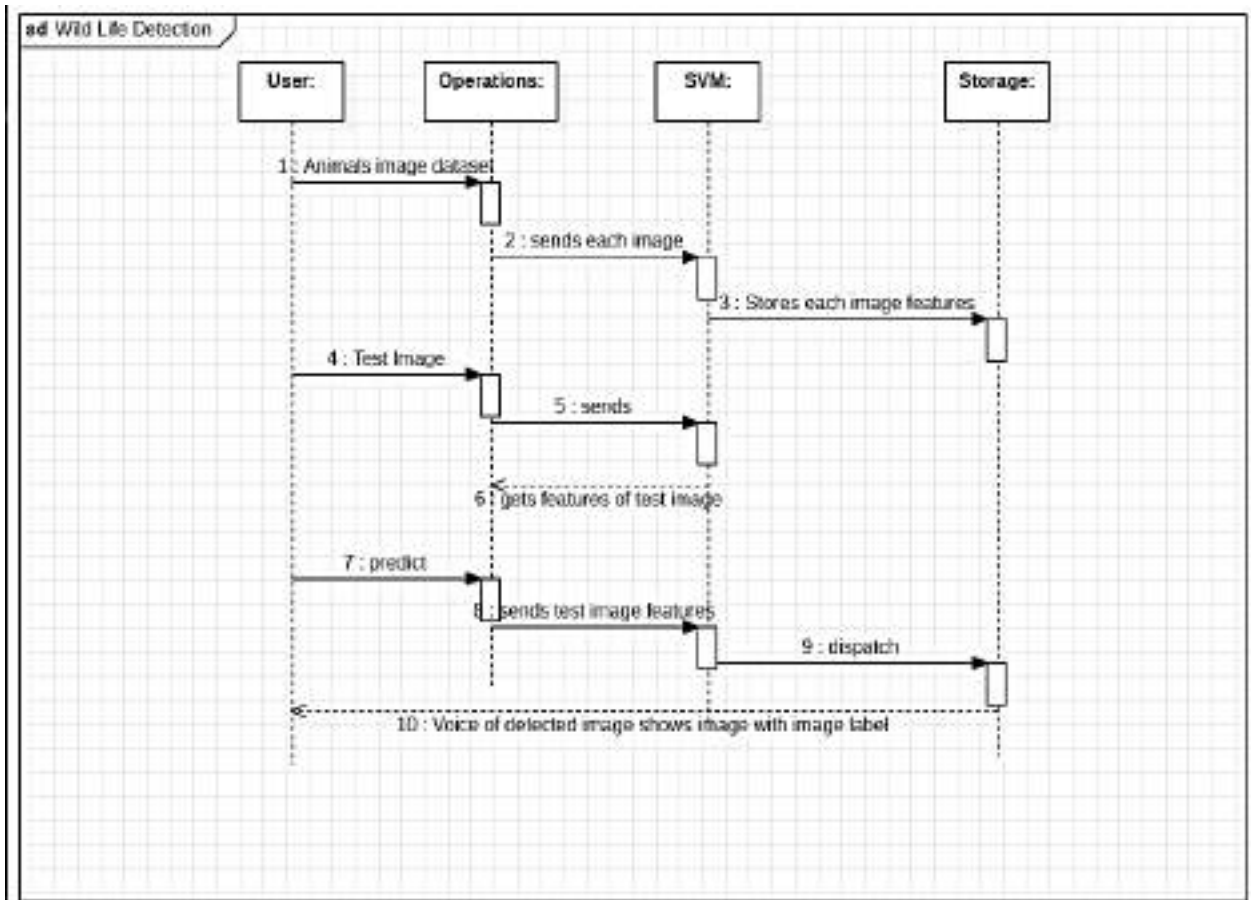 sd Wild Life Detection
User:
Operations:
SVM:
Storage:
1 : Animals image dataset
2 : sends each image
3 : Stores each image features
4 : Test Image
5 : sends
6 : gets features of test image
7 : predict
8 : sends test image features
9 : dispatch
10 : Voice of detected image shows image with image label